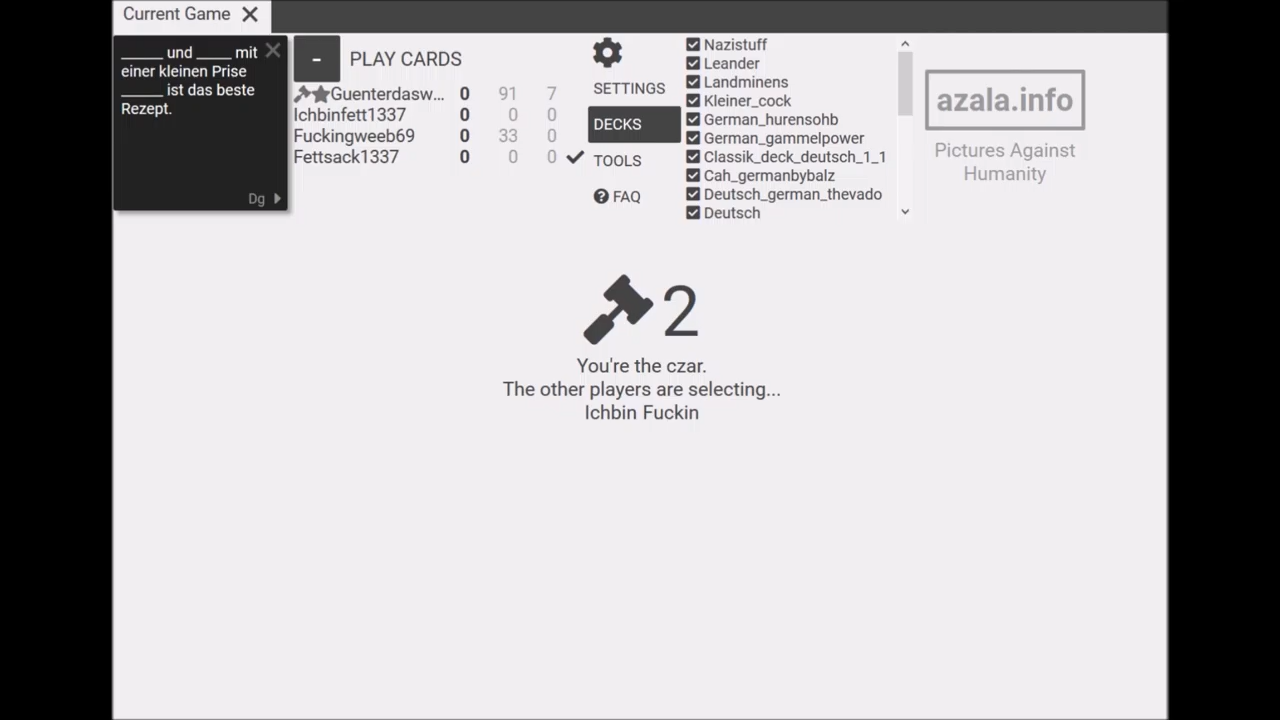 Current Game
_____ und ____ mit
einer kleinen Prise
_____ ist das beste
Rezept.
Dg
-
PLAY CARDS
Guenterdasw... 0 91 7
Ichbinfett1337 0 0 0
Fuckingweeb69 0 33 0
Fettsack1337 0 0 0
SETTINGS
DECKS
TOOLS
FAQ
Nazistuff
Leander
Landminens
Kleiner_cock
German_hurensohb
German_gammelpower
Classik_deck_deutsch_1_1
Cah_germanbybalz
Deutsch_german_thevado
Deutsch
azala.info
Pictures Against
Humanity
2
You're the czar.
The other players are selecting...
Ichbin Fuckin